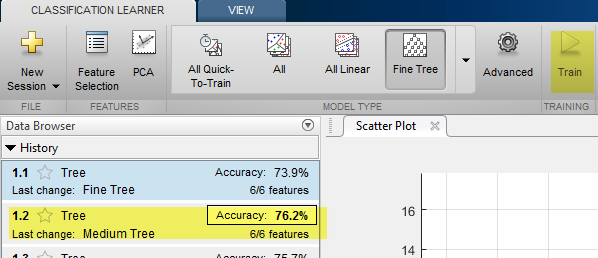 CLASSIFICATION LEARNER VIEW
New Session
Feature Selection
PCA
All Quick-To-Train
All
All Linear
Fine Tree
Advanced
Train
FILE FEATURES MODEL TYPE TRAINING
Data Browser
Scatter Plot
History
1.1 Tree Accuracy: 73.9%
Last change: Fine Tree 6/6 features
1.2 Tree Accuracy: 76.2%
Last change: Medium Tree 6/6 features
1.3 Tree Accuracy: 75.7%
16
14